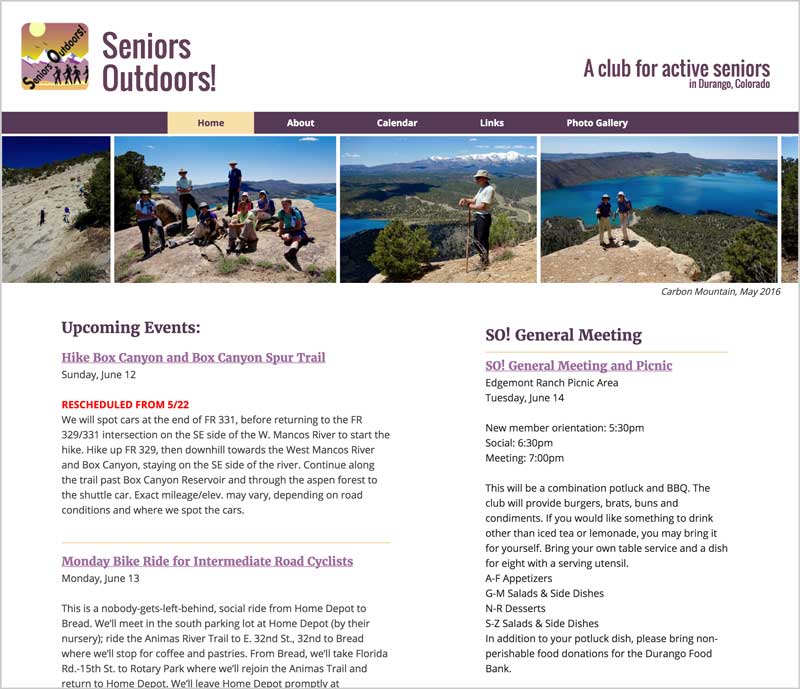 Seniors Outdoors!
Seniors
Outdoors!
A club for active seniors
in Durango, Colorado
Home
About
Calendar
Links
Photo Gallery
Carbon Mountain, May 2016
Upcoming Events:
Hike Box Canyon and Box Canyon Spur Trail
Sunday, June 12
RESCHEDULED FROM 5/22
We will spot cars at the end of FR 331, before returning to the FR
329/331 intersection on the SE side of the W. Mancos River to start the
hike. Hike up FR 329, then downhill towards the West Mancos River
and Box Canyon, staying on the SE side of the river. Continue along
the trail past Box Canyon Reservoir and through the aspen forest to
the shuttle car. Exact mileage/elev. may vary, depending on road
conditions and where we spot the cars.
Monday Bike Ride for Intermediate Road Cyclists
Monday, June 13
This is a nobody-gets-left-behind, social ride from Home Depot to
Bread. We'll meet in the south parking lot at Home Depot (by their
nursery); ride the Animas River Trail to E. 32nd St., 32nd to Bread
where we'll stop for coffee and pastries. From Bread, we'll take Florida
Rd.-15th St. to Rotary Park where we'll rejoin the Animas Trail and
return to Home Depot. We'll leave Home Depot promptly at
SO! General Meeting
SO! General Meeting and Picnic
Edgemont Ranch Picnic Area
Tuesday, June 14
New member orientation: 5:30pm
Social: 6:30pm
Meeting: 7:00pm
This will be a combination potluck and BBQ. The
club will provide burgers, brats, buns and
condiments. If you would like something to drink
other than iced tea or lemonade, you may bring it
for yourself. Bring your own table service and a dish
for eight with a serving utensil.
A-F Appetizers
G-M Salads & Side Dishes
N-R Desserts
S-Z Salads & Side Dishes
In addition to your potluck dish, please bring non-
perishable food donations for the Durango Food
Bank.